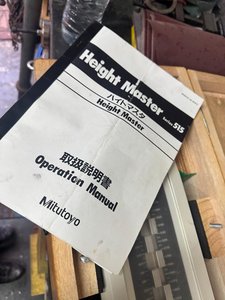 Height Master
Series 515
ハイトマスタ
Height Master
取扱説明書
Operation Manual
Mitutoyo